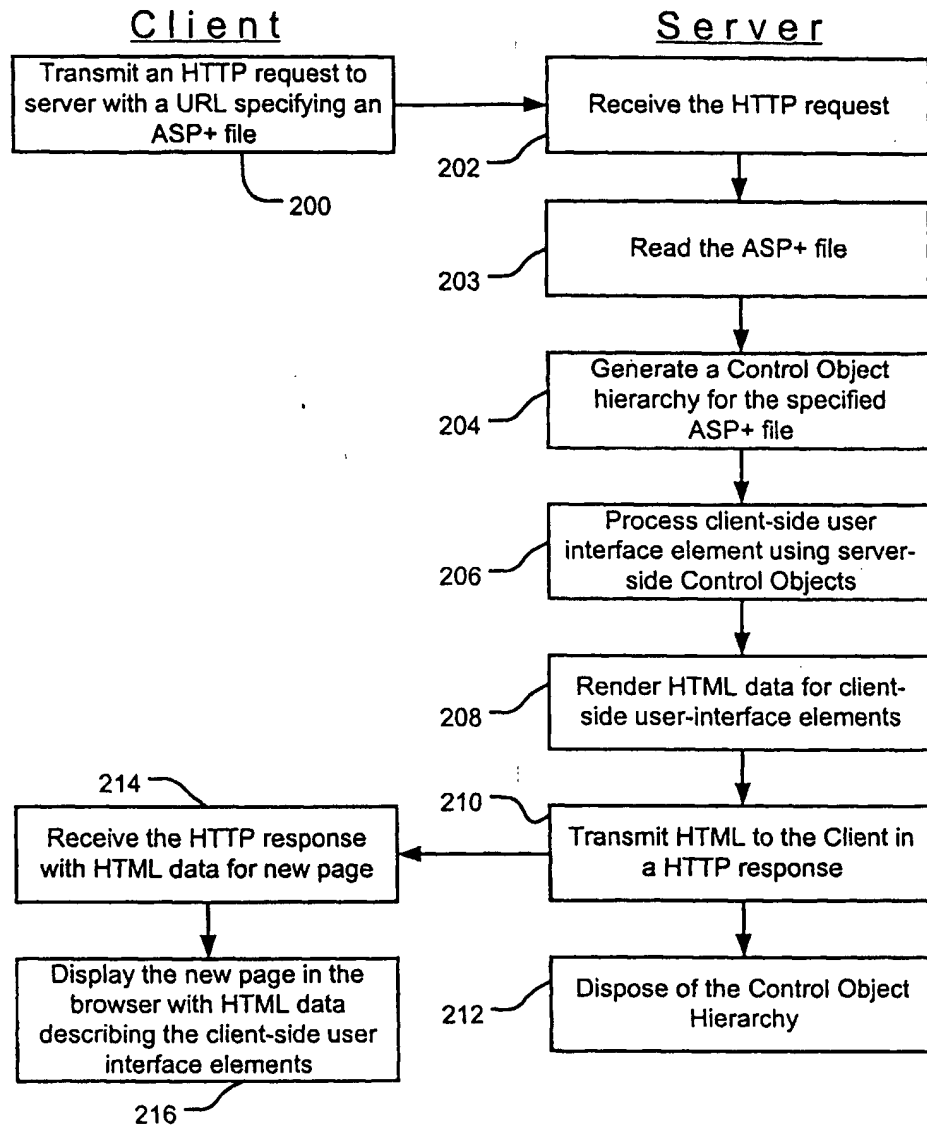 Client
Server
Transmit an HTTP request to
server with a URL specifying an
ASP+ file
200
Receive the HTTP request
202
Read the ASP+ file
203
Generate a Control Object
hierarchy for the specified
ASP+ file
204
Process client-side user
interface element using server-
side Control Objects
206
Render HTML data for client-
side user-interface elements
208
210
Transmit HTML to the Client in
a HTTP response
214
Receive the HTTP response
with HTML data for new page
Dispose of the Control Object
Hierarchy
212
Display the new page in the
browser with HTML data
describing the client-side user
interface elements
216